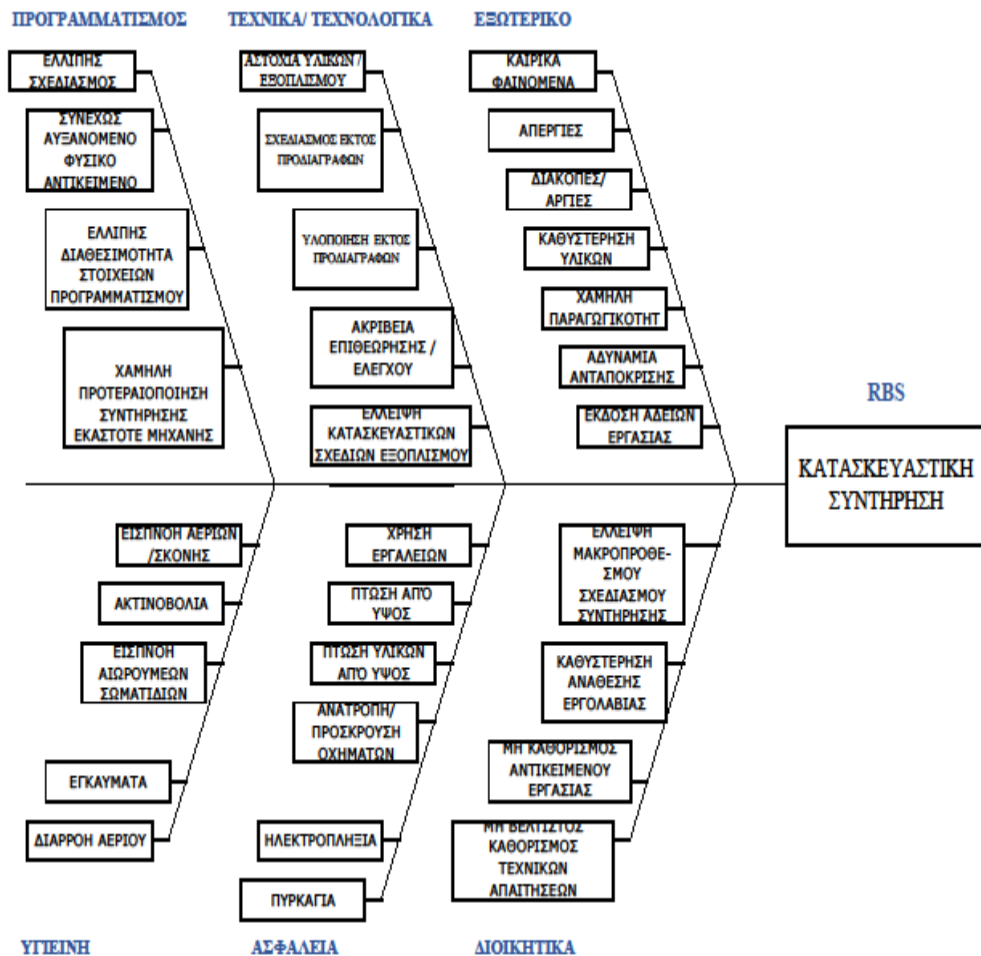 ΠΡΟΓΡΑΜΜΑΤΙΣΜΟΣ
ΕΛΛΙΠΗΣ
ΣΧΕΔΙΑΣΜΟΣ
ΣΥΝΕΧΩΣ
ΑΥΞΑΝΟΜΕΝΟ
ΦΥΣΙΚΟ
ΑΝΤΙΚΕΙΜΕΝΟ
ΕΛΛΙΠΗΣ
ΔΙΑΘΕΣΙΜΟΤΗΤΑ
ΣΤΟΙΧΕΙΩΝ
ΠΡΟΓΡΑΜΜΑΤΙΣΜΟΥ
ΧΑΜΗΛΗ
ΠΡΟΤΕΡΑΙΟΠΟΙΗΣΗ
ΣΥΝΤΗΡΗΣΗΣ
ΕΚΑΣΤΟΤΕ ΜΗΧΑΝΗΣ
ΤΕΧΝΙΚΑ/ ΤΕΧΝΟΛΟΓΙΚΑ
ΑΣΤΟΧΙΑ ΥΛΙΚΩΝ /
ΕΞΟΠΛΙΣΜΟΥ
ΣΧΕΔΙΑΣΜΟΣ ΕΚΤΟΣ
ΠΡΟΔΙΑΓΡΑΦΩΝ
ΥΛΟΠΟΙΗΣΗ ΕΚΤΟΣ
ΠΡΟΔΙΑΓΡΑΦΩΝ
ΑΚΡΙΒΕΙΑ
ΕΠΙΘΕΩΡΗΣΗΣ /
ΕΛΕΓΧΟΥ
ΕΛΛΕΙΨΗ
ΚΑΤΑΣΚΕΥΑΣΤΙΚΩΝ
ΣΧΕΔΙΩΝ ΕΞΟΠΛΙΣΜΟΥ
ΕΞΩΤΕΡΙΚΟ
ΚΑΙΡΙΚΑ
ΦΑΙΝΟΜΕΝΑ
ΑΠΕΡΓΙΕΣ
ΔΙΑΚΟΠΕΣ/
ΑΡΓΙΕΣ
ΚΑΘΥΣΤΕΡΗΣΗ
ΥΛΙΚΩΝ
ΧΑΜΗΛΗ
ΠΑΡΑΓΩΓΙΚΟΤΗΤ
ΑΔΥΝΑΜΙΑ
ΑΝΤΑΠΟΚΡΙΣΗΣ
ΕΚΔΟΣΗ ΑΔΕΙΩΝ
ΕΡΓΑΣΙΑΣ
RBS
ΚΑΤΑΣΚΕΥΑΣΤΙΚΗ
ΣΥΝΤΗΡΗΣΗ
ΕΙΣΠΝΟΗ ΑΕΡΙΩΝ
/ΣΚΟΝΗΣ
ΑΚΤΙΝΟΒΟΛΙΑ
ΕΙΣΠΝΟΗ
ΑΙΩΡΟΥΜΕΩΝ
ΣΩΜΑΤΙΔΙΩΝ
ΕΓΚΑΥΜΑΤΑ
ΔΙΑΡΡΟΗ ΑΕΡΙΟΥ
ΥΓΙΕΙΝΗ
ΧΡΗΣΗ
ΕΡΓΑΛΕΙΩΝ
ΠΤΩΣΗ ΑΠΌ
ΥΨΟΣ
ΠΤΩΣΗ ΥΛΙΚΩΝ
ΑΠΌ ΥΨΟΣ
ΑΝΑΤΡΟΠΗ/
ΠΡΟΣΚΡΟΥΣΗ
ΟΧΗΜΑΤΩΝ
ΗΛΕΚΤΡΟΠΛΗΞΙΑ
ΠΥΡΚΑΓΙΑ
ΑΣΦΑΛΕΙΑ
ΕΛΛΕΙΨΗ
ΜΑΚΡΟΠΡΟΘΕ-
ΣΜΟΥ
ΣΧΕΔΙΑΣΜΟΥ
ΣΥΝΤΗΡΗΣΗΣ
ΚΑΘΥΣΤΕΡΗΣΗ
ΑΝΑΘΕΣΗΣ
ΕΡΓΟΛΑΒΙΑΣ
ΜΗ ΚΑΘΟΡΙΣΜΟΣ
ΑΝΤΙΚΕΙΜΕΝΟΥ
ΕΡΓΑΣΙΑΣ
ΜΗ ΒΕΛΤΙΣΤΟΣ
ΚΑΘΟΡΙΣΜΟΣ
ΤΕΧΝΙΚΩΝ
ΑΠΑΙΤΗΣΕΩΝ
ΔΙΟΙΚΗΤΙΚΑ